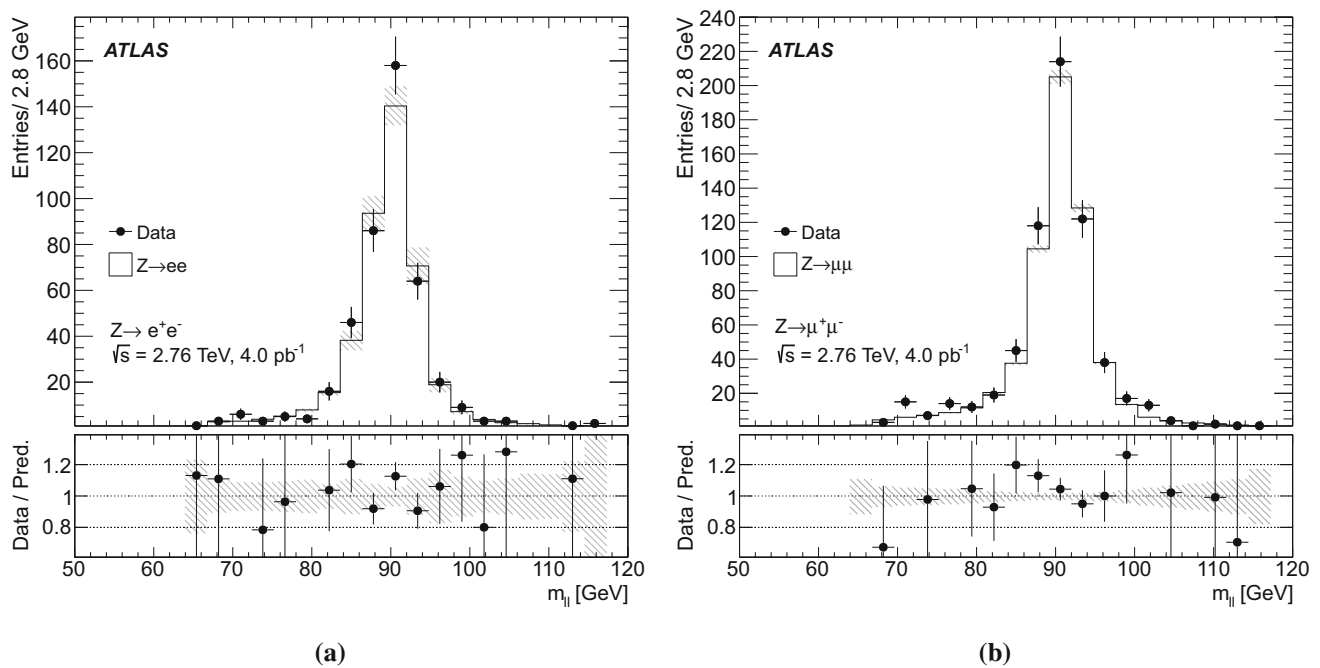 Entries/ 2.8 GeV
160
140
120
100
80
60
40
20
ATLAS
Data
Z→ee
Z→ e⁺e⁻
√s = 2.76 TeV, 4.0 pb⁻¹
Data / Pred.
1.2
1
0.8
50 60 70 80 90 100 110 120
m_ll [GeV]
(a)
Entries/ 2.8 GeV
240
220
200
180
160
140
120
100
80
60
40
20
ATLAS
Data
Z→μμ
Z→μ⁺μ⁻
√s = 2.76 TeV, 4.0 pb⁻¹
Data / Pred.
1.2
1
0.8
50 60 70 80 90 100 110 120
m_ll [GeV]
(b)